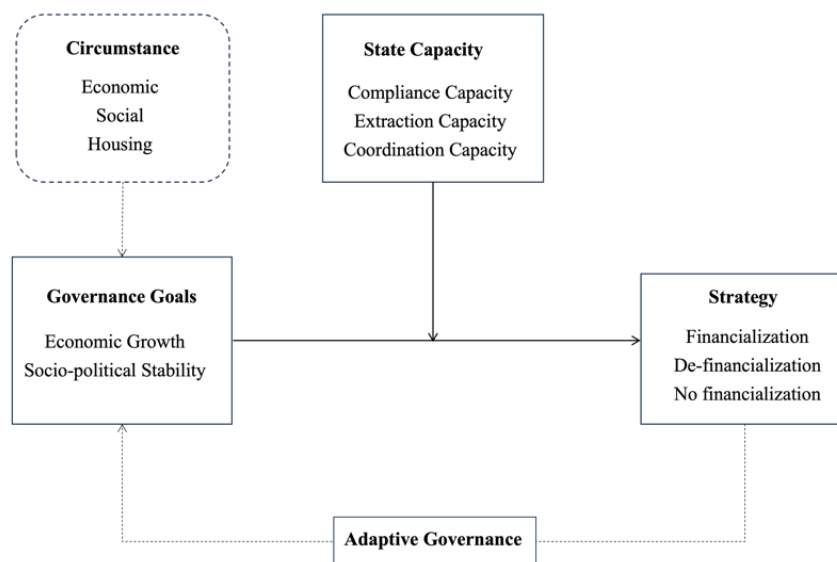 Circumstance
Economic
Social
Housing
State Capacity
Compliance Capacity
Extraction Capacity
Coordination Capacity
Governance Goals
Economic Growth
Socio-political Stability
Strategy
Financialization
De-financialization
No financialization
Adaptive Governance